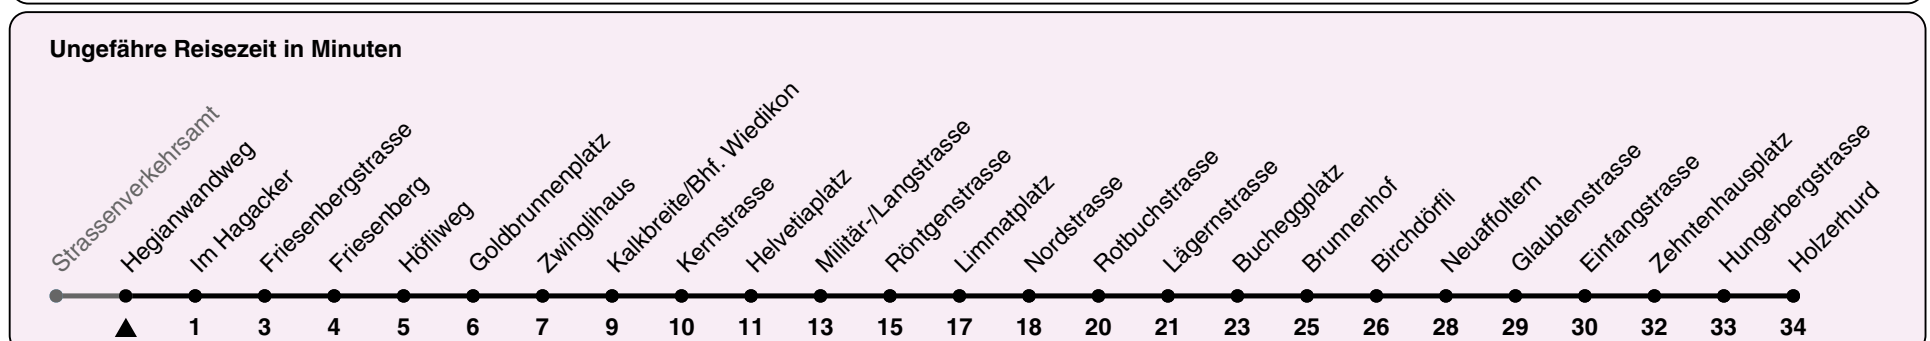 Ungefähre Reisezeit in Minuten
Strassenverkehrsamt
Hegianwandweg
Im Hagacker
Friesenbergstrasse
Friesenberg
Höfliweg
Goldbrunnenplatz
Zwinglihaus
Kalkbreite/Bhf. Wiedikon
Kernstrasse
Helvetiaplatz
Militär-/Langstrasse
Röntgenstrasse
Limmatplatz
Nordstrasse
Rotbuchstrasse
Lägernstrasse
Bucheggplatz
Brunnenhof
Birchdörfli
Neuaffoltern
Glaubtenstrasse
Einfangstrasse
Zehntenhausplatz
Hungerbergstrasse
Holzerhurd
1 3 4 5 6 7 9 10 11 13 15 17 18 20 21 23 25 26 28 29 30 32 33 34